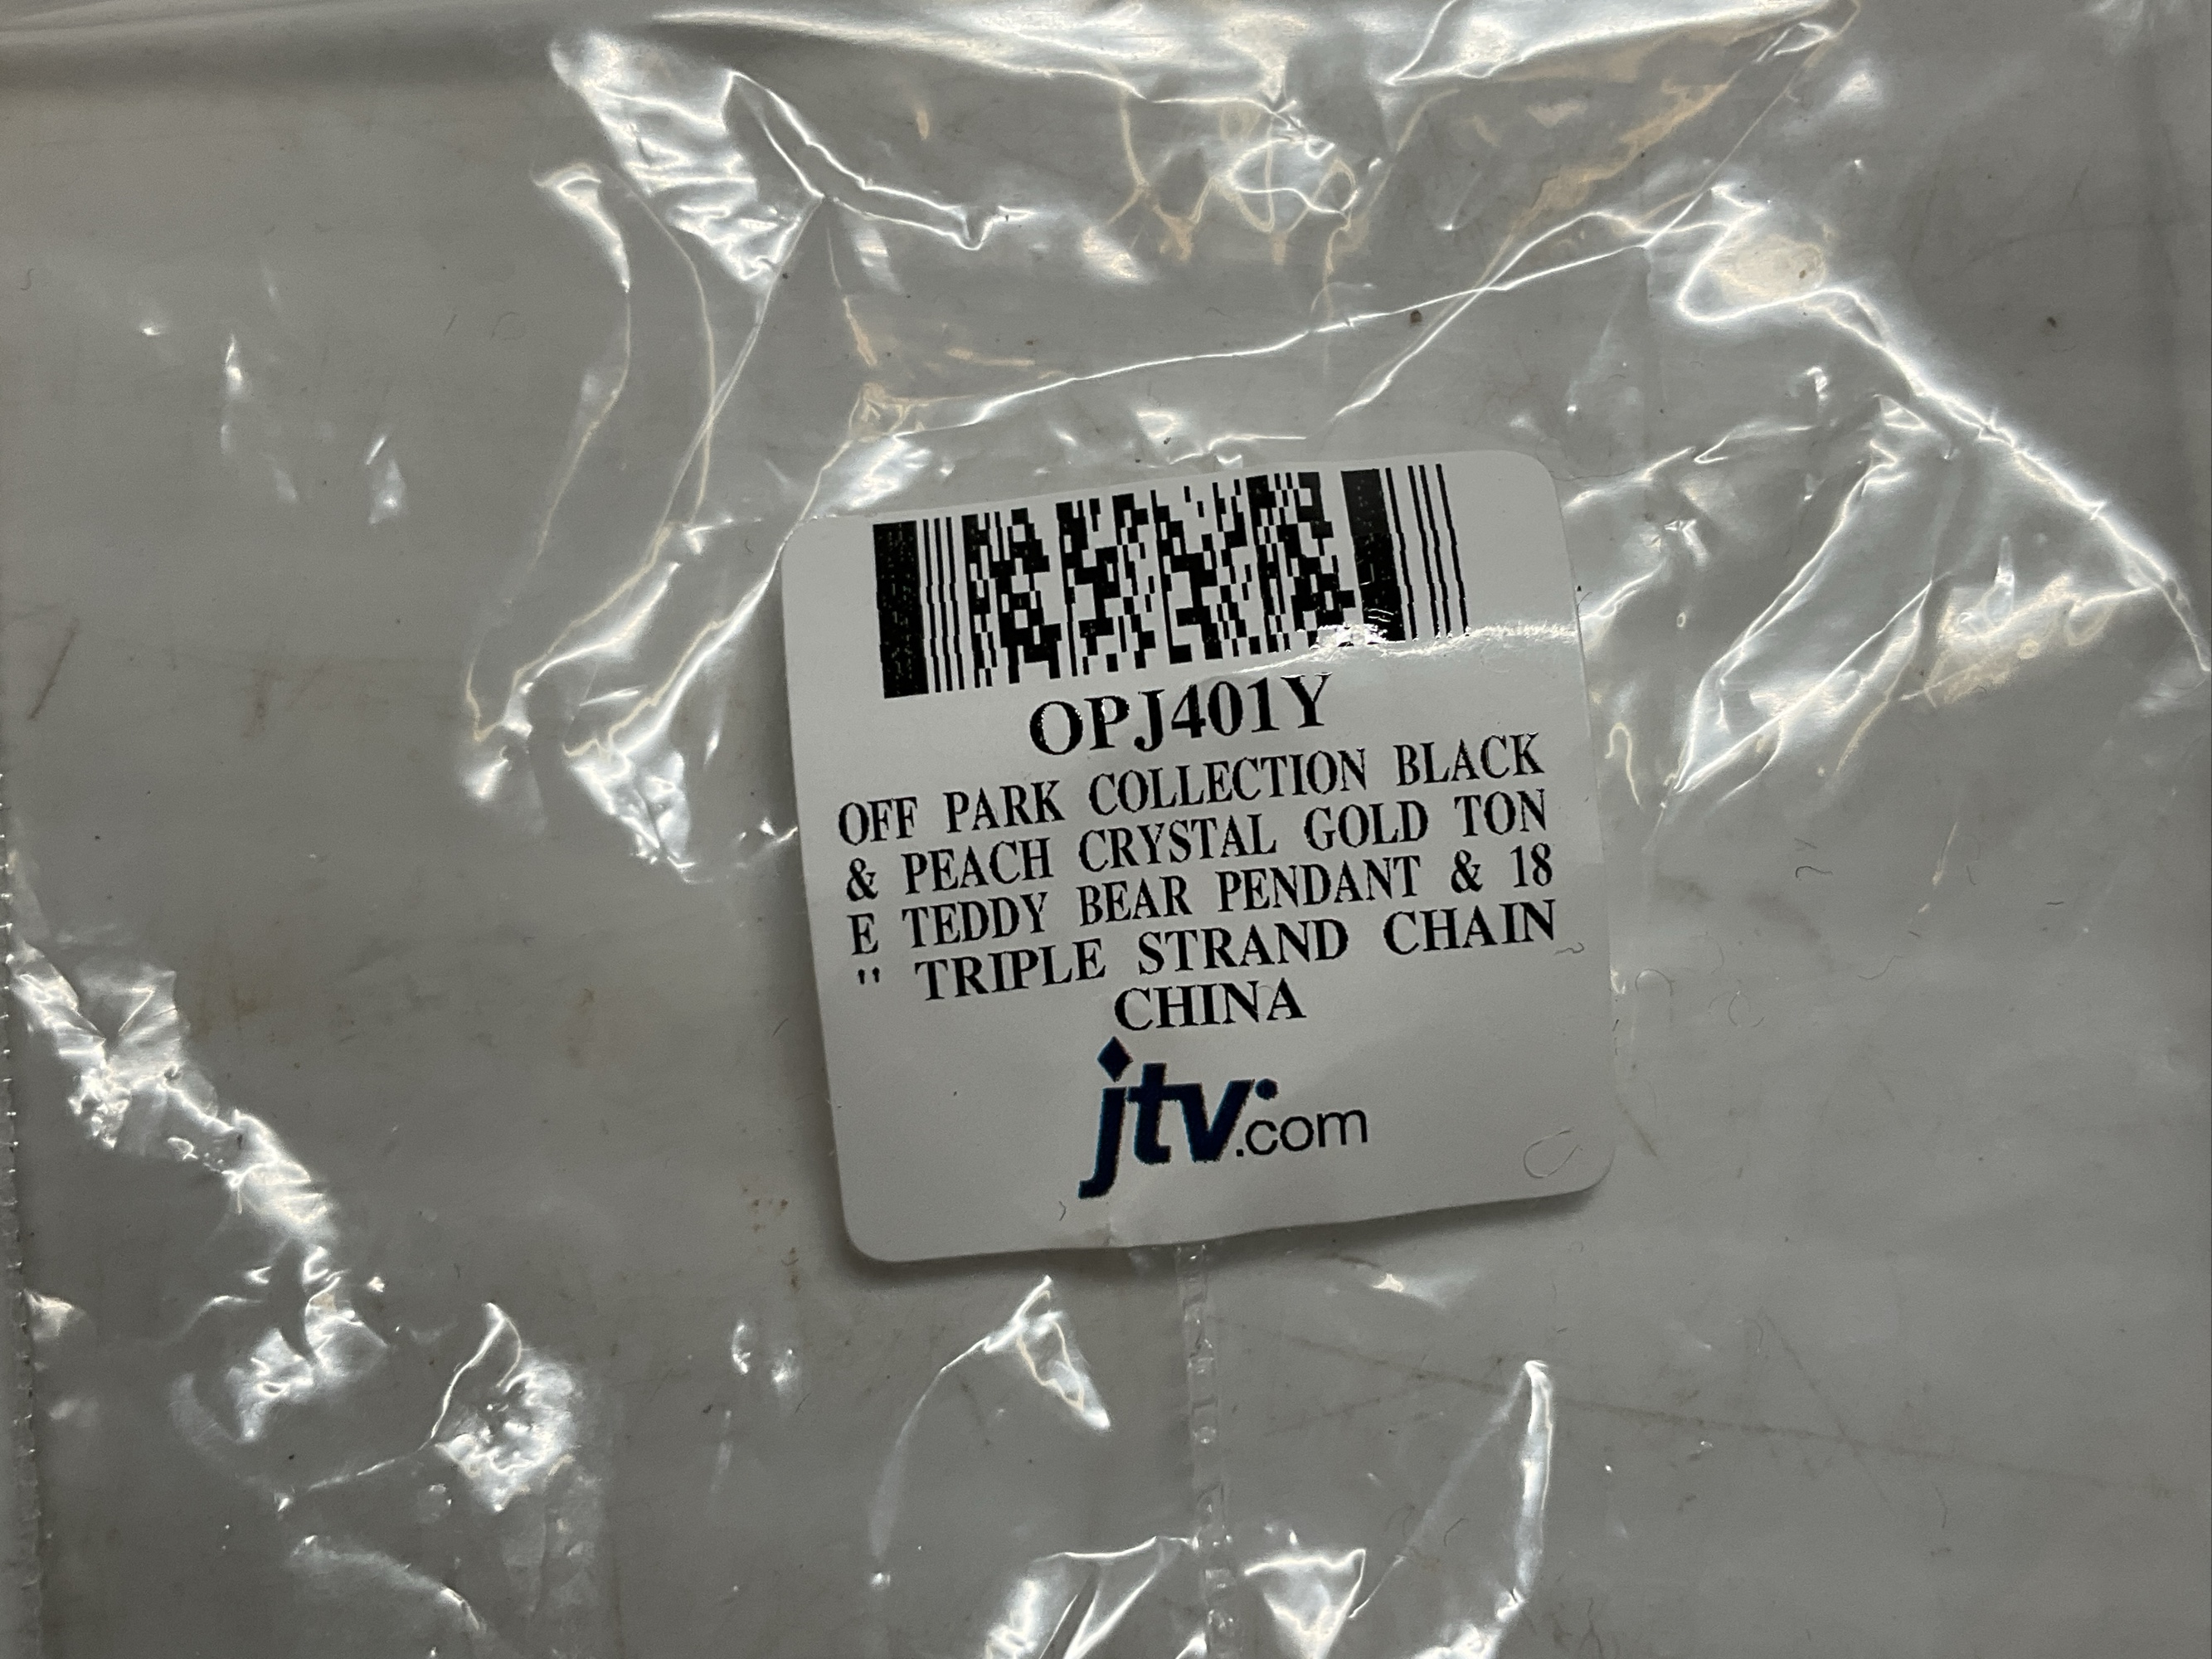 OPJ401Y
OFF PARK COLLECTION BLACK
& PEACH CRYSTAL GOLD TON
E TEDDY BEAR PENDANT & 18
" TRIPLE STRAND CHAIN
CHINA
jtv.com